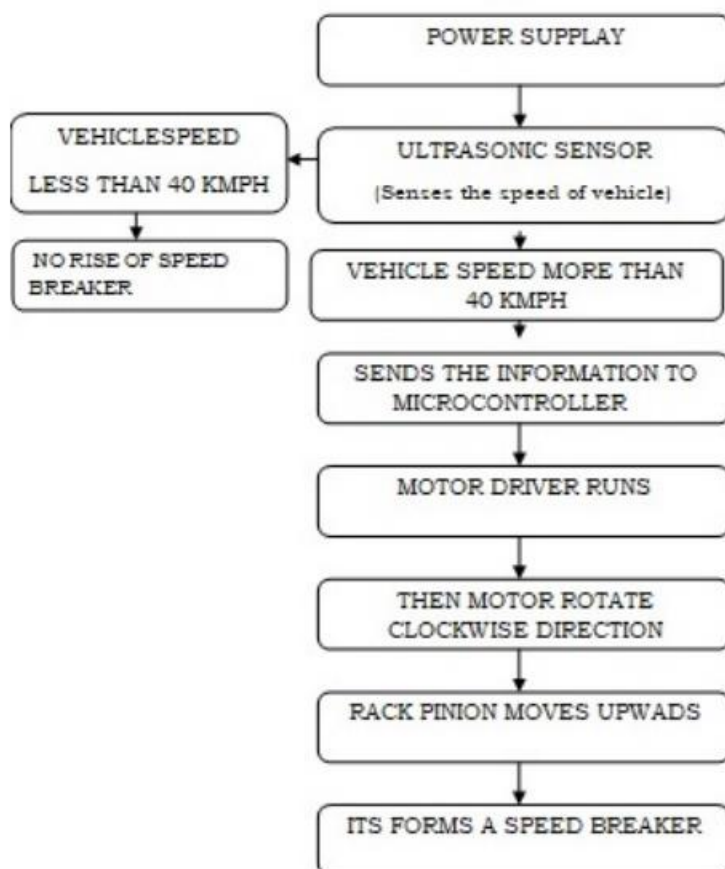 POWER SUPPLAY
ULTRASONIC SENSOR
(Senses the speed of vehicle)
VEHICLESPEED
LESS THAN 40 KMPH
NO RISE OF SPEED
BREAKER
VEHICLE SPEED MORE THAN
40 KMPH
SENDS THE INFORMATION TO
MICROCONTROLLER
MOTOR DRIVER RUNS
THEN MOTOR ROTATE
CLOCKWISE DIRECTION
RACK PINION MOVES UPWADS
ITS FORMS A SPEED BREAKER